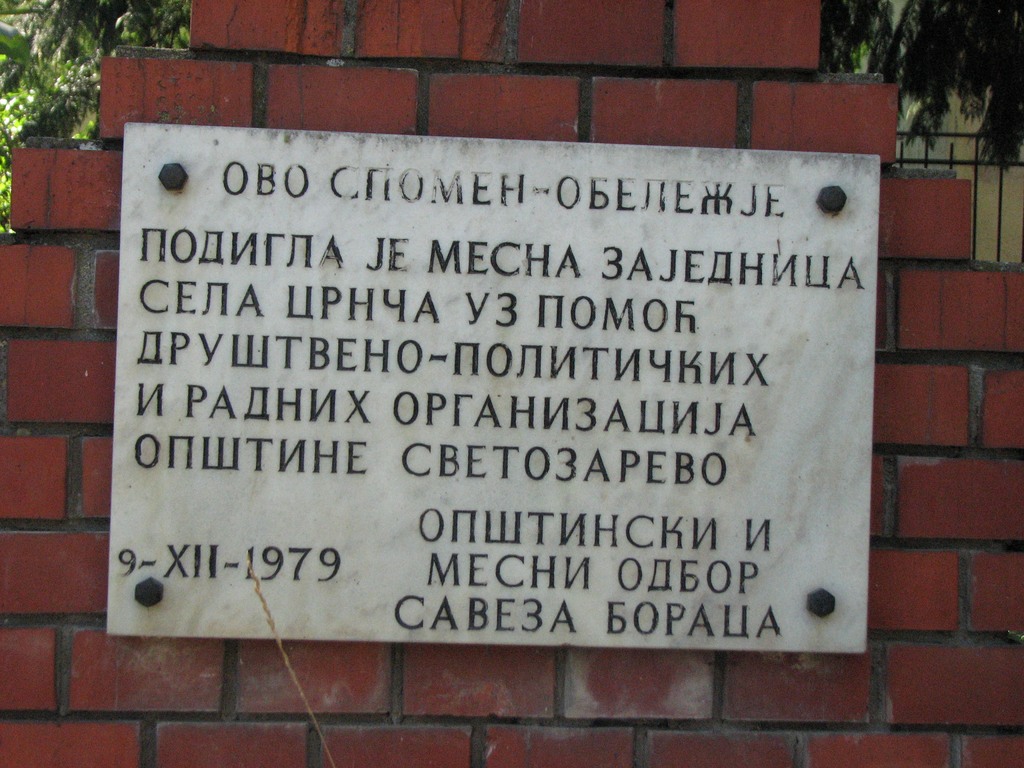 ОВО СПОМЕН-ОБЕЛЕЖЈЕ
ПОДИГЛА ЈЕ МЕСНА ЗАЈЕДНИЦА
СЕЛА ЦРНЧА УЗ ПОМОЋ
ДРУШТВЕНО-ПОЛИТИЧКИХ
И РАДНИХ ОРГАНИЗАЦИЈА
ОПШТИНЕ СВЕТОЗАРЕВО
9-XII-1979
ОПШТИНСКИ И
МЕСНИ ОДБОР
САВЕЗА БОРАЦА